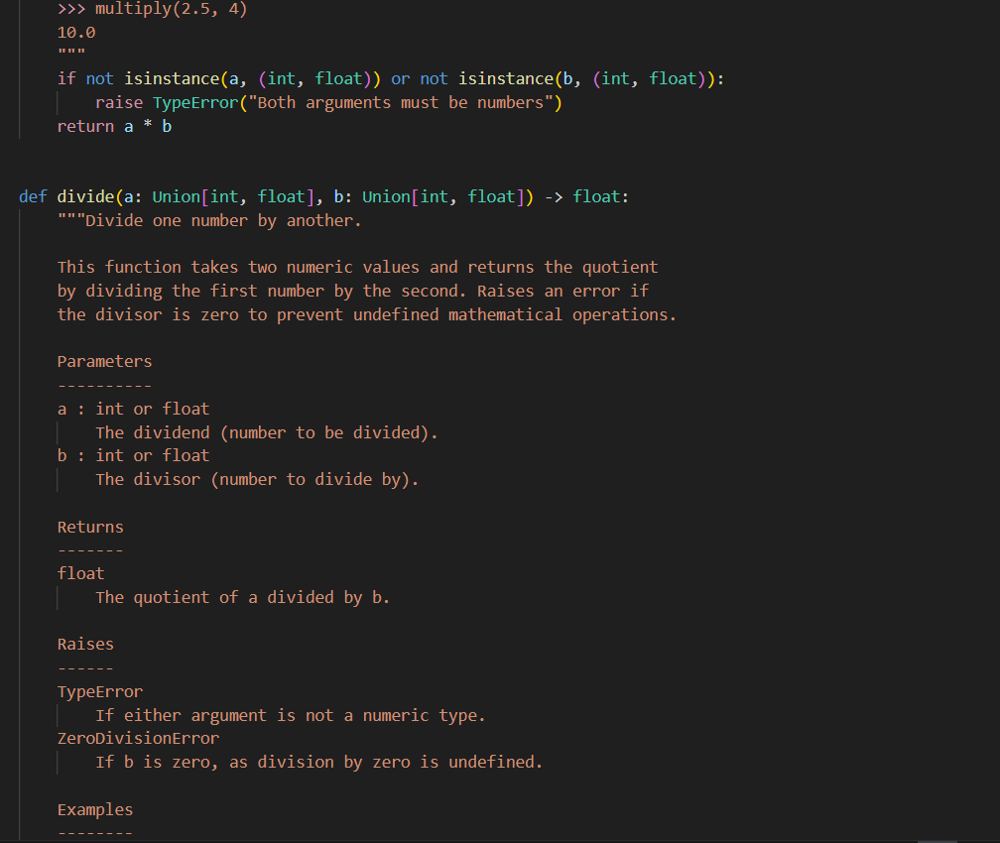 >>> multiply(2.5, 4)
    10.0
    """
    if not isinstance(a, (int, float)) or not isinstance(b, (int, float)):
        raise TypeError("Both arguments must be numbers")
    return a * b


def divide(a: Union[int, float], b: Union[int, float]) -> float:
    """Divide one number by another.

    This function takes two numeric values and returns the quotient
    by dividing the first number by the second. Raises an error if
    the divisor is zero to prevent undefined mathematical operations.

    Parameters
    ----------
    a : int or float
        The dividend (number to be divided).
    b : int or float
        The divisor (number to divide by).

    Returns
    -------
    float
        The quotient of a divided by b.

    Raises
    ------
    TypeError
        If either argument is not a numeric type.
    ZeroDivisionError
        If b is zero, as division by zero is undefined.

    Examples
    --------